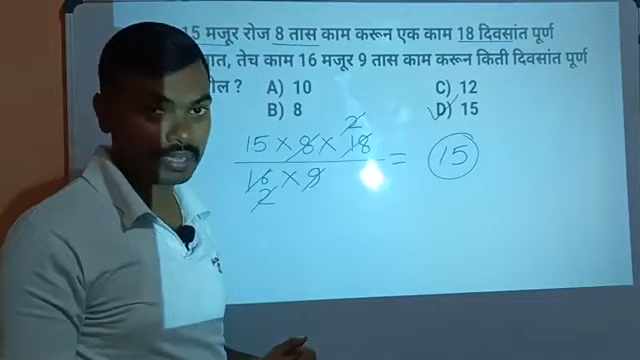 15 मजूर रोज 8 तास काम करून एक काम 18 दिवसांत पूर्ण
तेच काम 16 मजूर 9 तास काम करून किती दिवसांत पूर्ण
A) 10 C) 12
B) 8 D) 15
2
15 × 8 × 18
= 15
16 × 9
2